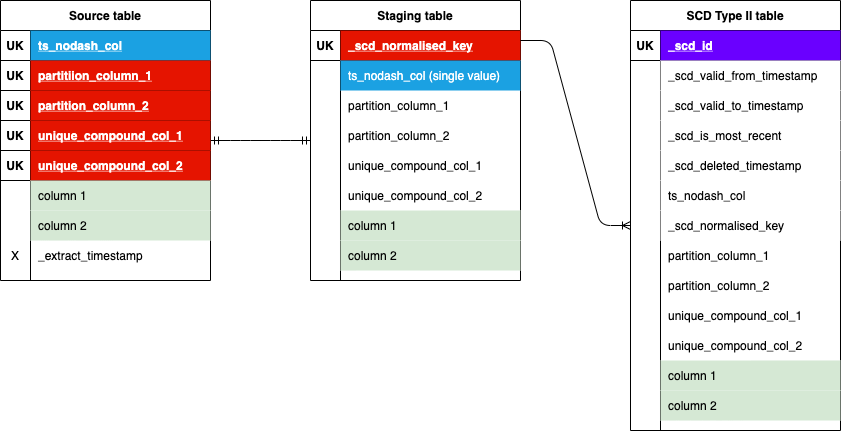 Source table
UK ts_nodash_col
UK partitiion_column_1
UK partition_column_2
UK unique_compound_col_1
UK unique_compound_col_2
column 1
column 2
X _extract_timestamp
Staging table
UK _scd_normalised_key
ts_nodash_col (single value)
partition_column_1
partition_column_2
unique_compound_col_1
unique_compound_col_2
column 1
column 2
SCD Type II table
UK _scd_id
_scd_valid_from_timestamp
_scd_valid_to_timestamp
_scd_is_most_recent
_scd_deleted_timestamp
ts_nodash_col
_scd_normalised_key
partition_column_1
partition_column_2
unique_compound_col_1
unique_compound_col_2
column 1
column 2